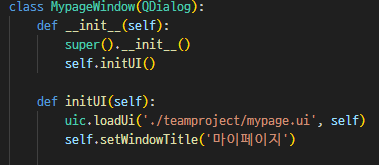 class MypageWindow(QDialog):
    def __init__(self):
        super().__init__()
        self.initUI()

    def initUI(self):
        uic.loadUi('./teamproject/mypage.ui', self)
        self.setWindowTitle('마이페이지')